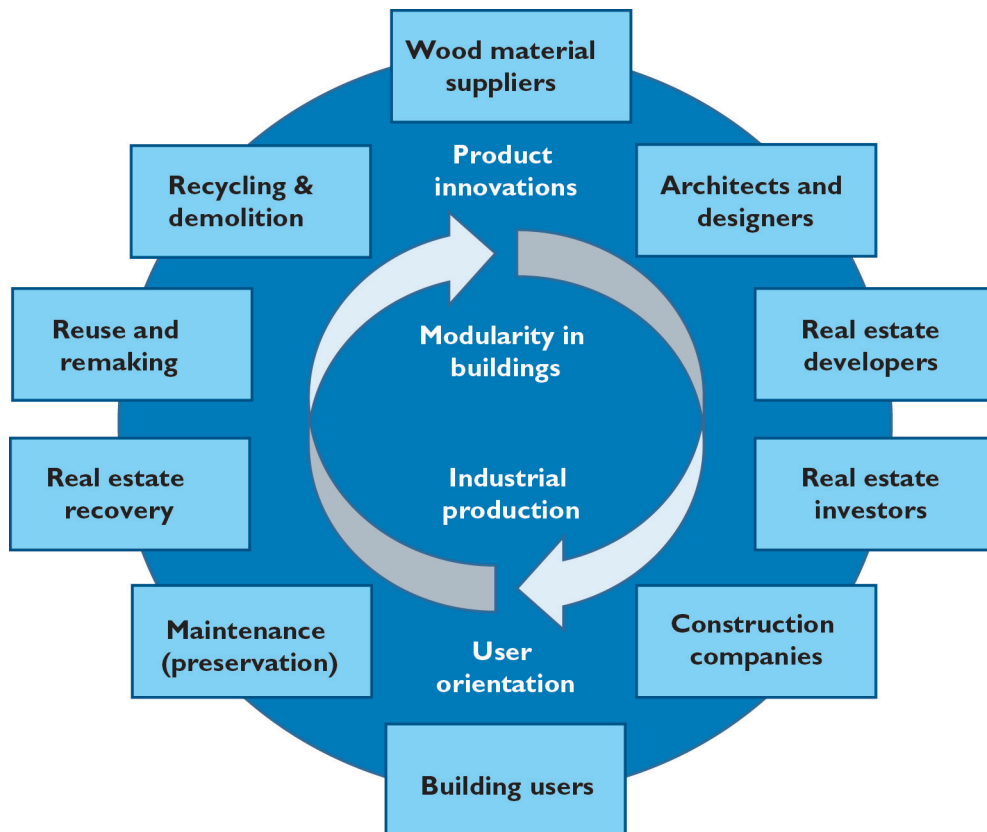 Wood material
suppliers
Product
innovations
Recycling &
demolition
Architects and
designers
Reuse and
remaking
Modularity in
buildings
Real estate
developers
Real estate
recovery
Industrial
production
Real estate
investors
Maintenance
(preservation)
User
orientation
Construction
companies
Building users